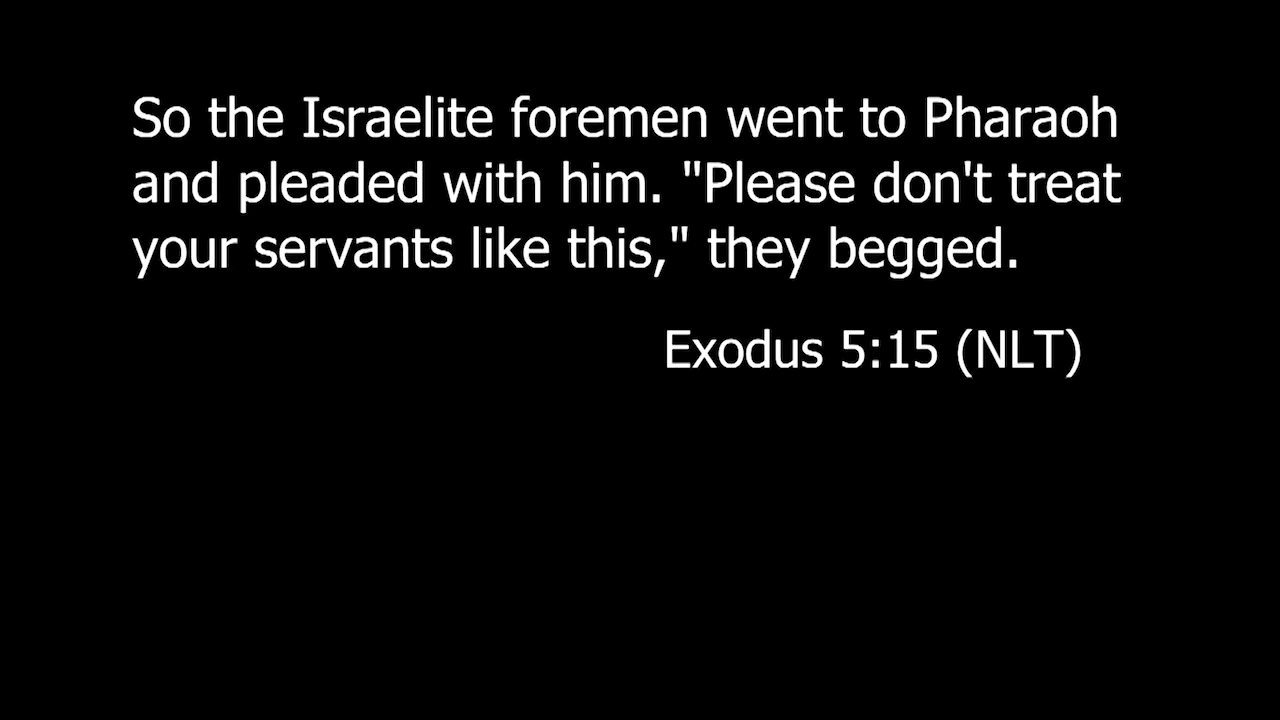 So the Israelite foremen went to Pharaoh
and pleaded with him. "Please don't treat
your servants like this," they begged.
Exodus 5:15 (NLT)